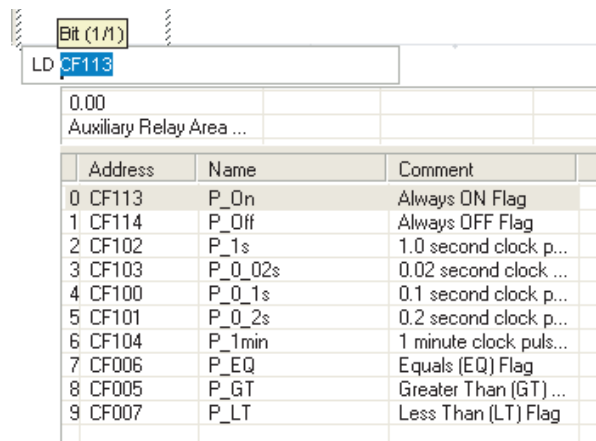 Bit (1/1)
LD CF113
0.00
Auxiliary Relay Area ...
Address Name Comment
0 CF113 P_On Always ON Flag
1 CF114 P_Off Always OFF Flag
2 CF102 P_1s 1.0 second clock p...
3 CF103 P_0_02s 0.02 second clock ...
4 CF100 P_0_1s 0.1 second clock p...
5 CF101 P_0_2s 0.2 second clock p...
6 CF104 P_1min 1 minute clock puls...
7 CF006 P_EQ Equals (EQ) Flag
8 CF005 P_GT Greater Than (GT) ...
9 CF007 P_LT Less Than (LT) Flag